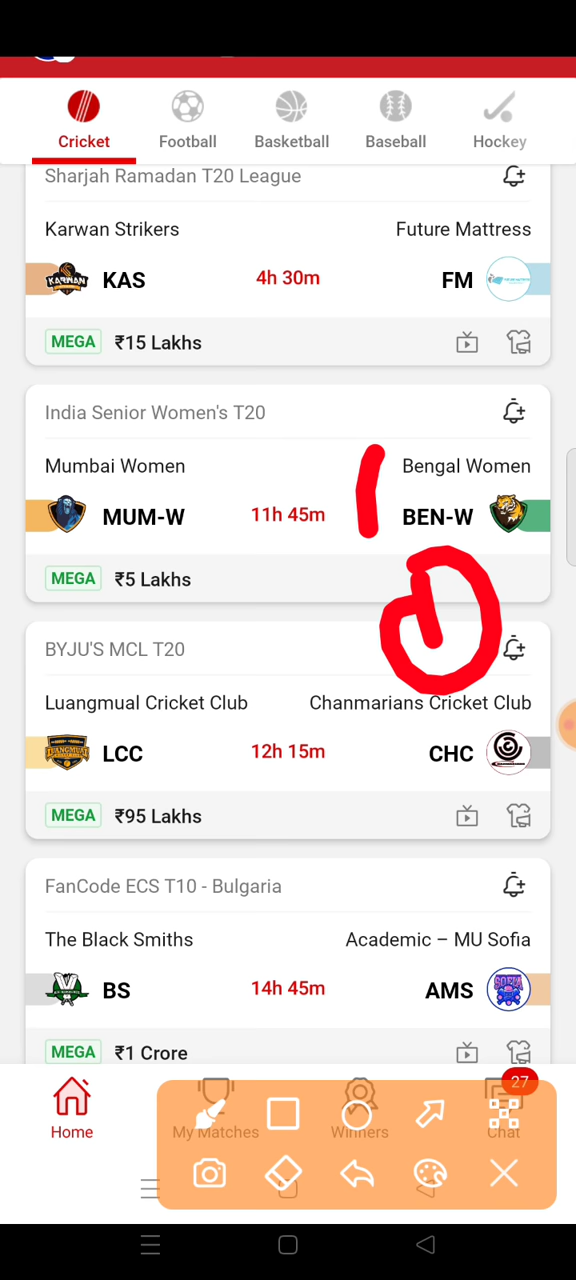 Cricket Football Basketball Baseball Hockey
Sharjah Ramadan T20 League
Karwan Strikers Future Mattress
KAS 4h 30m FM
MEGA ₹15 Lakhs
India Senior Women's T20
Mumbai Women Bengal Women
MUM-W 11h 45m BEN-W
MEGA ₹5 Lakhs
BYJU'S MCL T20
Luangmual Cricket Club Chanmarians Cricket Club
LCC 12h 15m CHC
MEGA ₹95 Lakhs
FanCode ECS T10 - Bulgaria
The Black Smiths Academic – MU Sofia
BS 14h 45m AMS
MEGA ₹1 Crore
27
Home My Matches Winners Chat